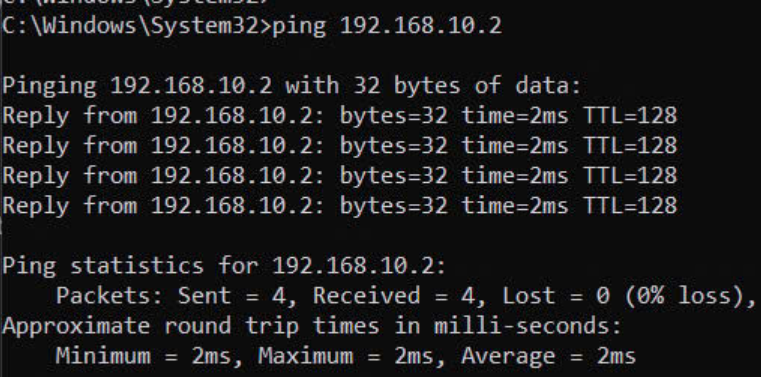 C:\Windows\System32>
C:\Windows\System32>ping 192.168.10.2
Pinging 192.168.10.2 with 32 bytes of data:
Reply from 192.168.10.2: bytes=32 time=2ms TTL=128
Reply from 192.168.10.2: bytes=32 time=2ms TTL=128
Reply from 192.168.10.2: bytes=32 time=2ms TTL=128
Reply from 192.168.10.2: bytes=32 time=2ms TTL=128
Ping statistics for 192.168.10.2:
    Packets: Sent = 4, Received = 4, Lost = 0 (0% loss),
Approximate round trip times in milli-seconds:
    Minimum = 2ms, Maximum = 2ms, Average = 2ms